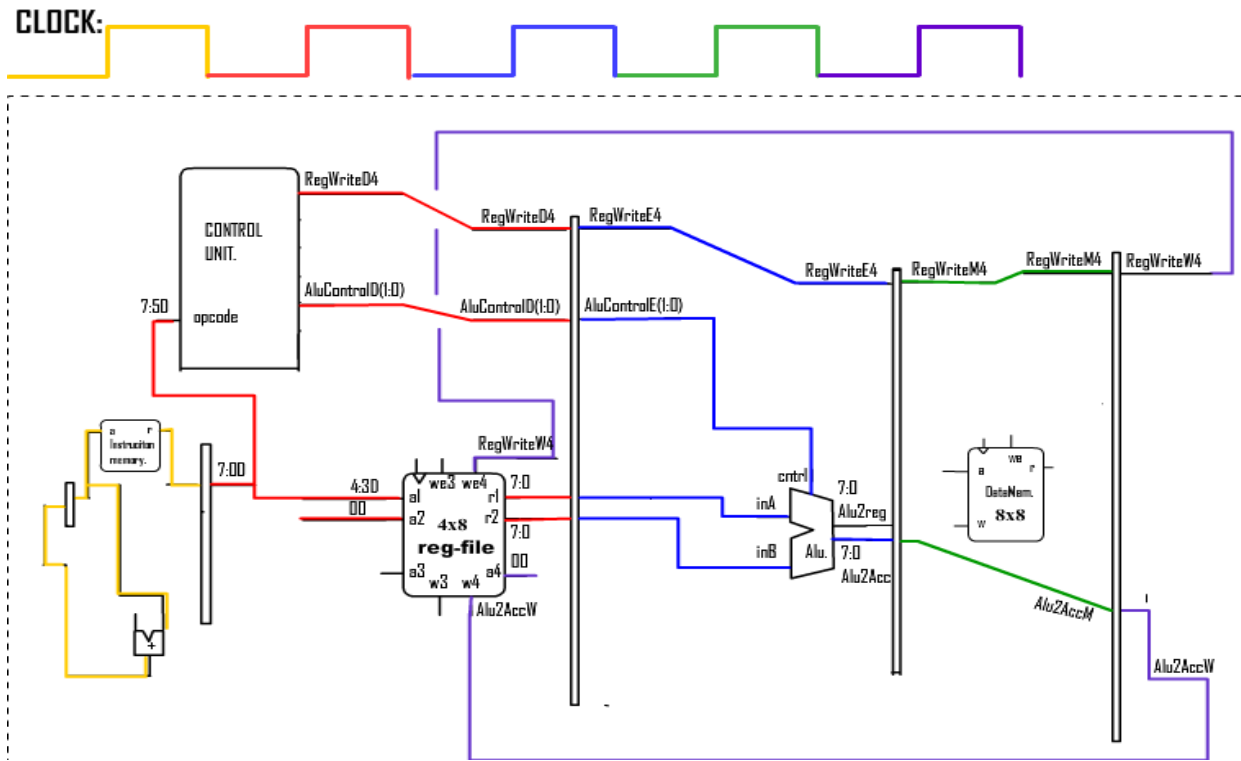 CLOCK:
RegWriteD4
RegWriteD4
RegWriteE4
RegWriteE4
RegWriteM4
RegWriteM4
RegWriteW4
CONTROL
UNIT.
opcode
7:50
AluControlD(1:0)
AluControlD(1:0)
AluControlE(1:0)
a r
Instruciton
memory.
7:00
RegWriteW4
4:30
00
we3 we4
a1
a2
a3
r1
r2
a4
4x8
reg-file
w3
w4
7:0
7:0
00
Alu2AccW
cntrl
inA
inB
Alu.
7:0
Alu2reg
7:0
Alu2Acc
we
a
r
DataMem.
8x8
w
Alu2AccM
Alu2AccW
+